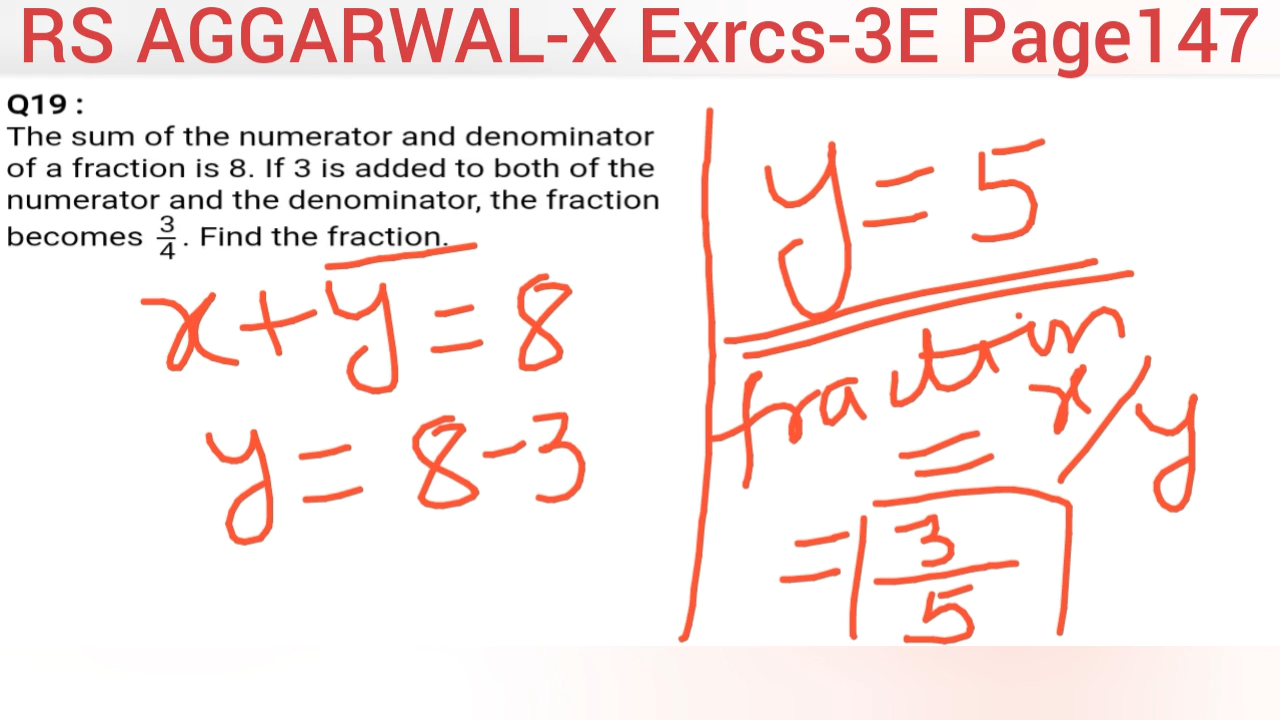 RS AGGARWAL-X Exrcs-3E Page147
Q19 :
The sum of the numerator and denominator
of a fraction is 8. If 3 is added to both of the
numerator and the denominator, the fraction
becomes 3/4 . Find the fraction.
x+y=8
y=8-3
y=5
fraction
= x/y
= 3/5